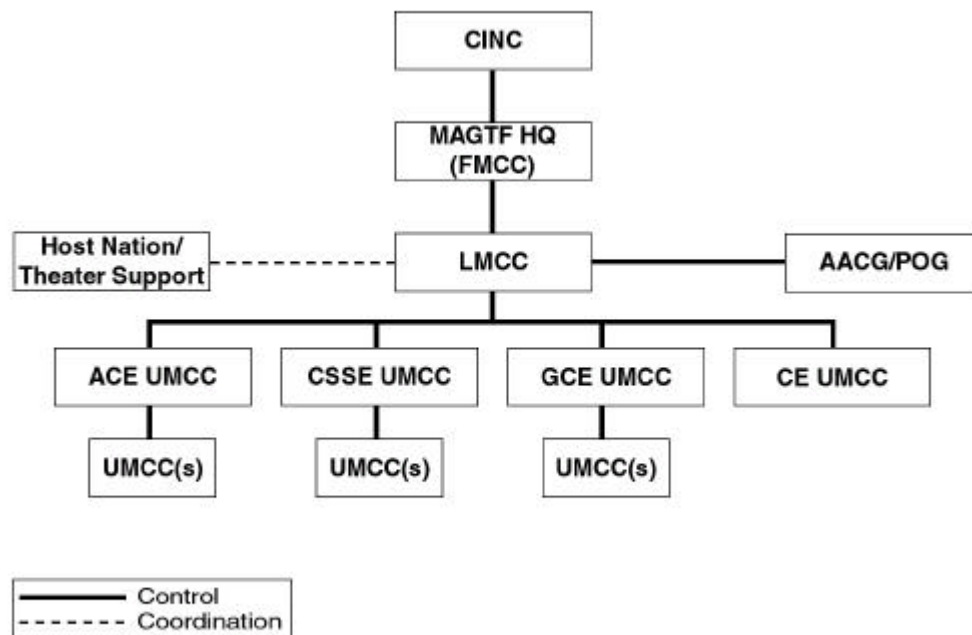 CINC
MAGTF HQ
(FMCC)
Host Nation/
Theater Support
LMCC
AACG/POG
ACE UMCC
CSSE UMCC
GCE UMCC
CE UMCC
UMCC(s)
UMCC(s)
UMCC(s)
Control
Coordination